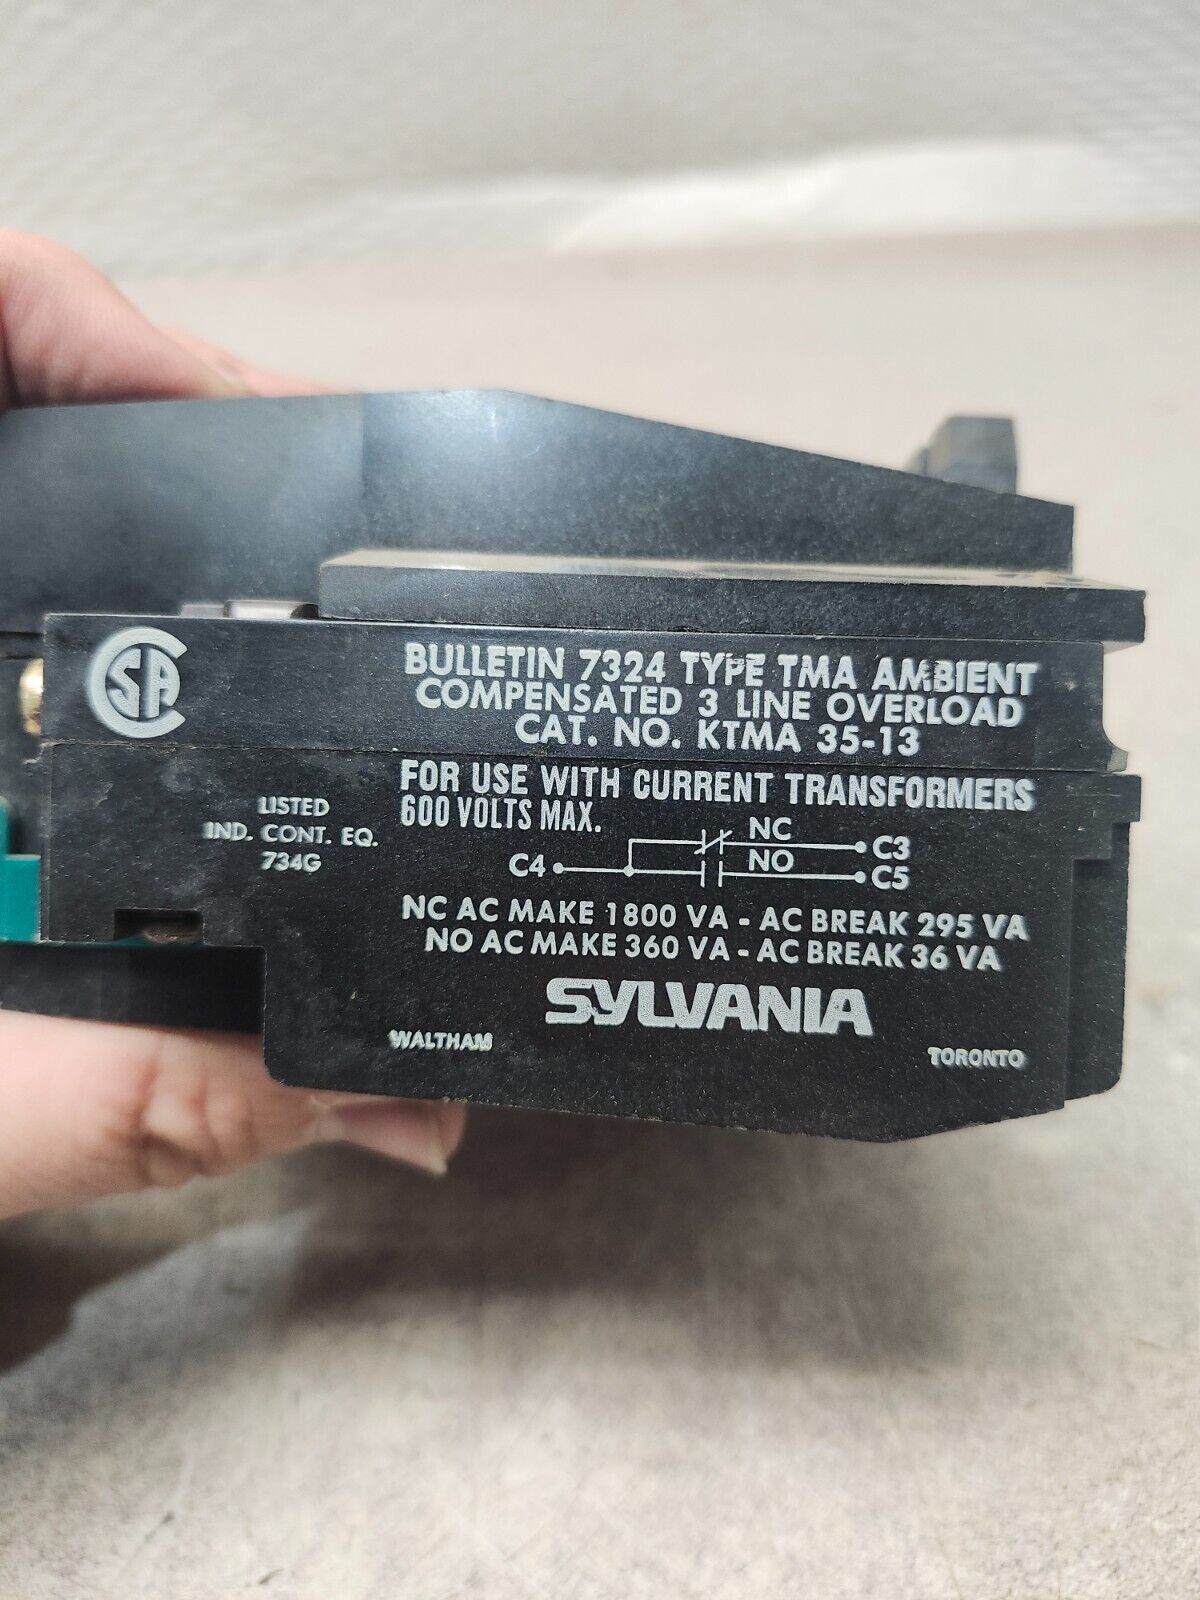 CSA
BULLETIN 7324 TYPE TMA AMBIENT
COMPENSATED 3 LINE OVERLOAD
CAT. NO. KTMA 35-13
FOR USE WITH CURRENT TRANSFORMERS
600 VOLTS MAX.
LISTED
IND. CONT. EQ.
734G
NC
C4 C3
NO
C5
NC AC MAKE 1800 VA - AC BREAK 295 VA
NO AC MAKE 360 VA - AC BREAK 36 VA
SYLVANIA
WALTHAM
TORONTO